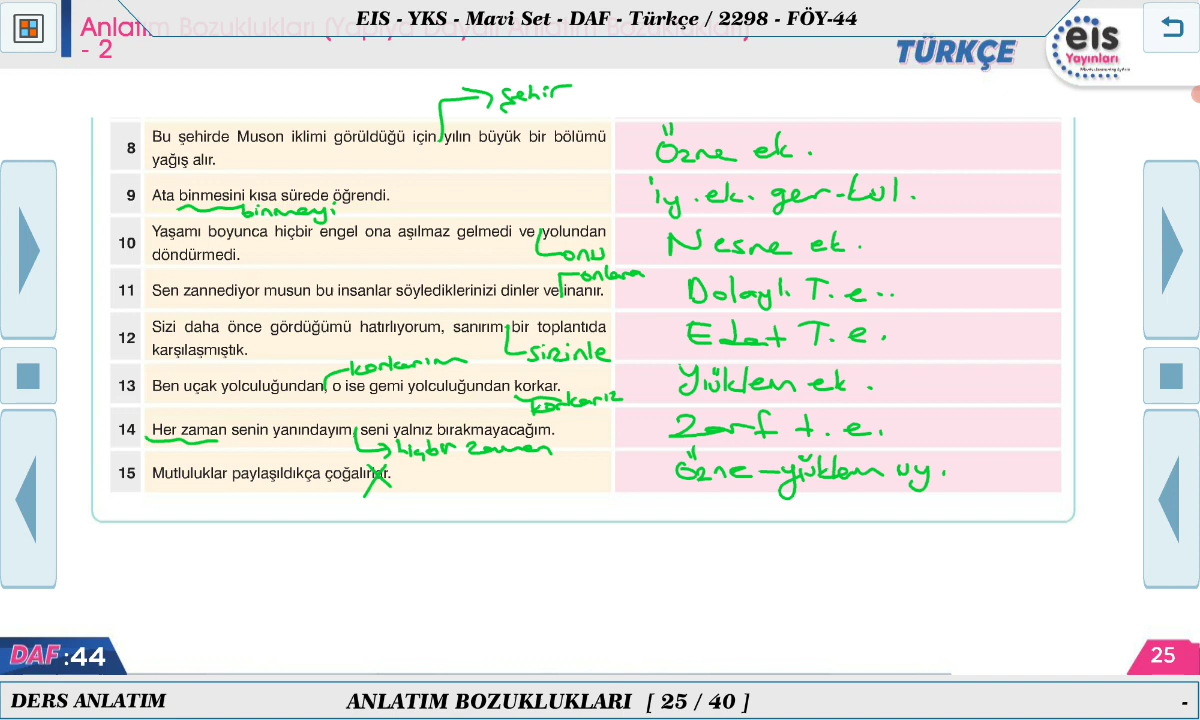 EIS - YKS - Mavi Set - DAF - Türkçe / 2298 - FÖY-44
Anlatım Bozuklukları (Yapıya Dayalı Anlatım Bozuklukları)
- 2
TÜRKÇE
eis
Yayınları
şehir
8 Bu şehirde Muson iklimi görüldüğü için yılın büyük bir bölümü
yağış alır.
Özne ek.
9 Ata binmesini kısa sürede öğrendi.
binmeyi
iy. ek. ger-kul.
10 Yaşamı boyunca hiçbir engel ona aşılmaz gelmedi ve yolundan
döndürmedi.
onu
Nesne ek.
onlara
11 Sen zannediyor musun bu insanlar söylediklerinizi dinler ve inanır.
Dolaylı T. e..
12 Sizi daha önce gördüğümü hatırlıyorum, sanırım bir toplantıda
karşılaşmıştık.
sizinle
Edat T. e.
korkarım
13 Ben uçak yolculuğundan, o ise gemi yolculuğundan korkar.
korkarız
Yüklem ek.
14 Her zaman senin yanındayım, seni yalnız bırakmayacağım.
hiçbir zaman
Zarf t. e.
15 Mutluluklar paylaşıldıkça çoğalırlar.
Özne-yüklem uy.
DAF :44
25
DERS ANLATIM
ANLATIM BOZUKLUKLARI [ 25 / 40 ]
-